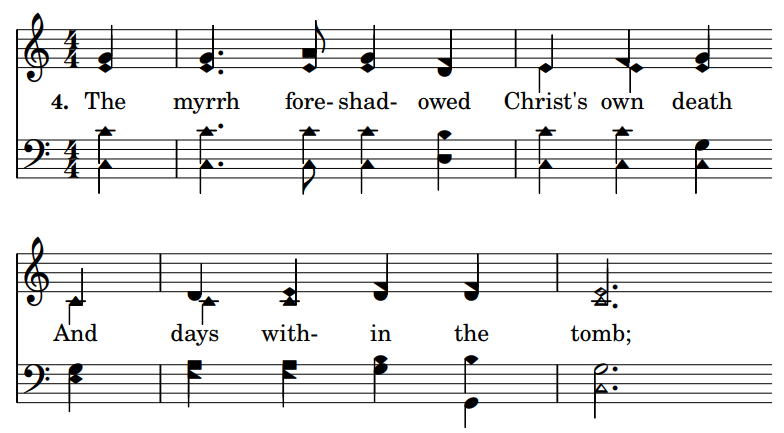 4. The myrrh fore- shad- owed Christ's own death
And days with- in the tomb;